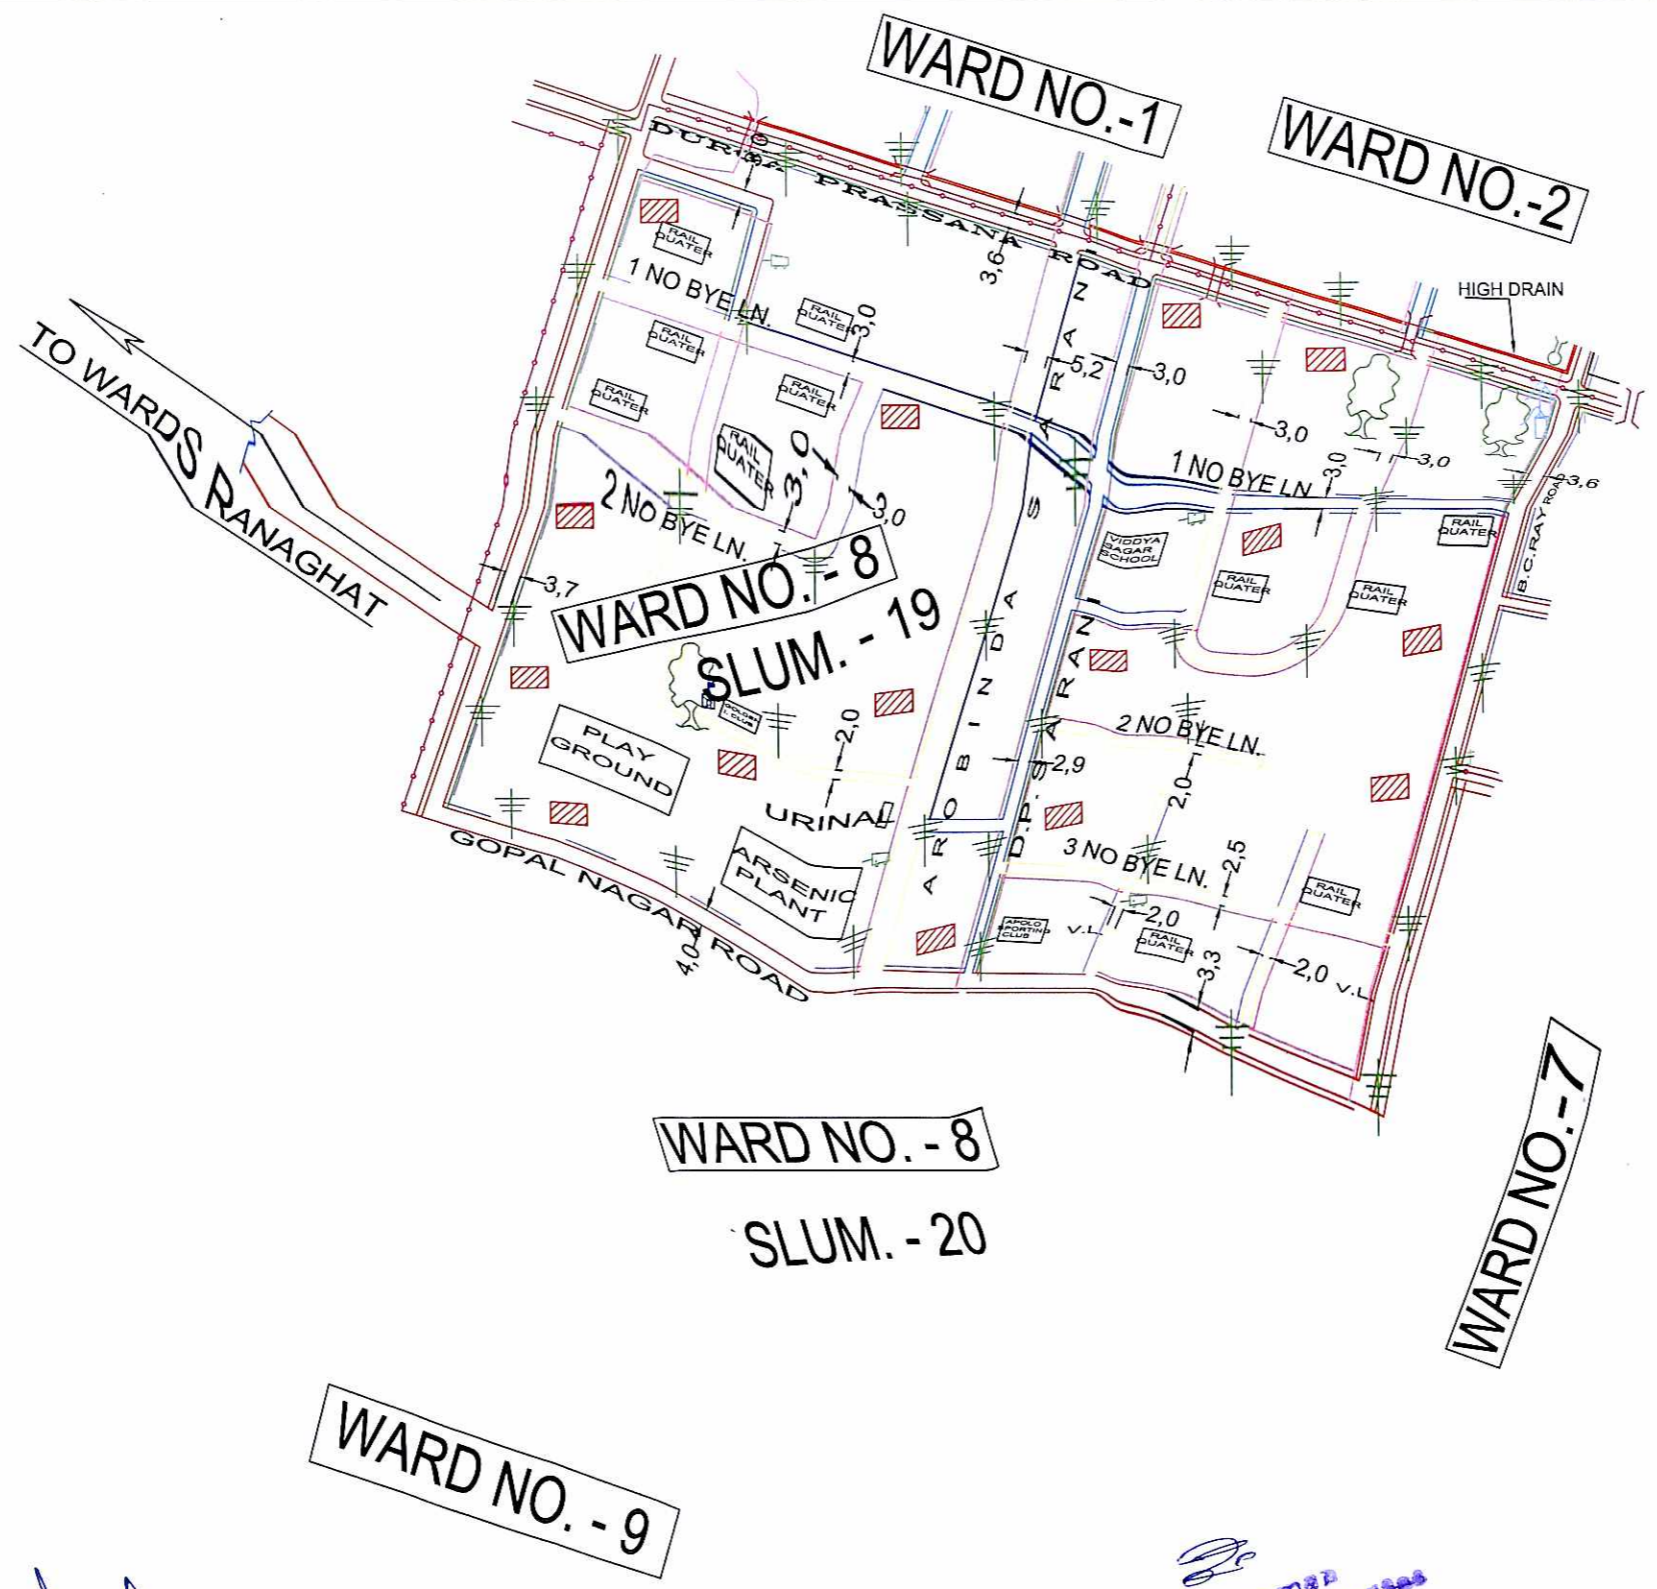 WARD NO.-1
WARD NO.-2
DURGA PRASSANA ROAD
HIGH DRAIN
RAIL QUATER
1 NO BYE LN.
RAIL QUATER
3,0
3,6
RAIL QUATER
RAIL QUATER
RAIL QUATER
RAIL QUATER
5,2
3,0
3,0
3,0
3,6
TO WARDS RANAGHAT
2 NO BYE LN.
3,0
3,0
1 NO BYE LN
3,0
B.C.RAY ROAD
RAIL QUATER
VIDDYA SAGAR SCHOOL
RAIL QUATER
RAIL QUATER
3,7
WARD NO. - 8
SLUM. - 19
AROBINDA SARAN
D.P. SARAN
GOLDEN CLUB
2,0
PLAY GROUND
URINAL
ARSENIC PLANT
2 NO BYE LN.
2,9
2,0
3 NO BYE LN.
2,5
RAIL QUATER
APOLO SPORTING CLUB
V.L
2,0
RAIL QUATER
3,3
2,0
V.L
GOPAL NAGAR ROAD
4,0
WARD NO. - 8
SLUM. - 20
WARD NO.-7
WARD NO. - 9